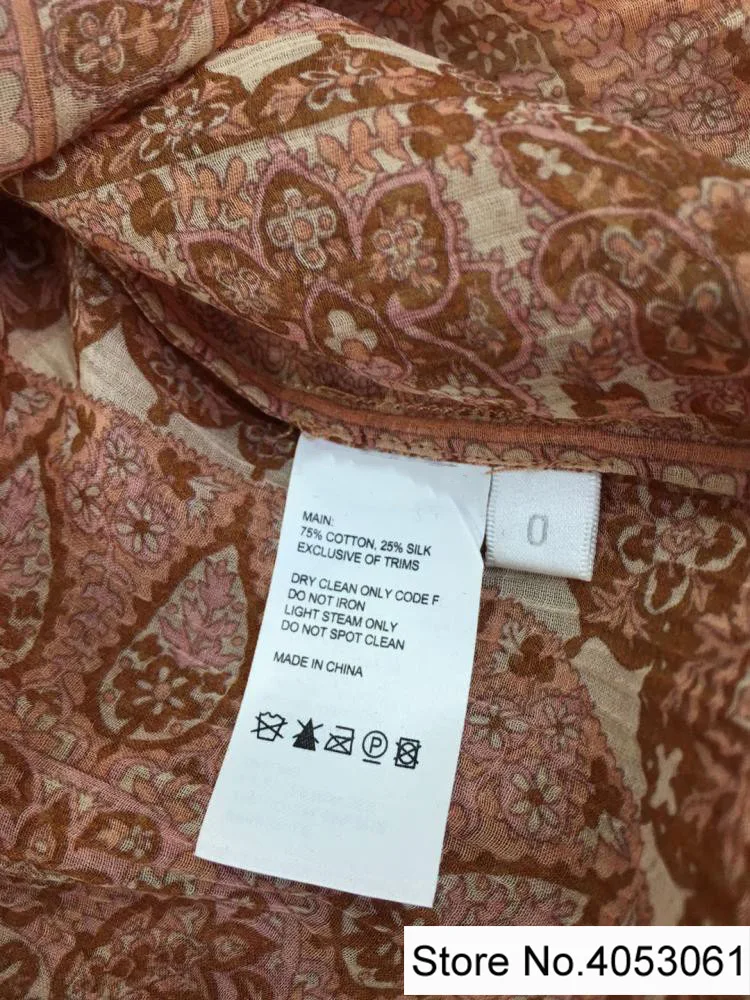 MAIN:
75% COTTON, 25% SILK
EXCLUSIVE OF TRIMS
DRY CLEAN ONLY CODE F
DO NOT IRON
LIGHT STEAM ONLY
DO NOT SPOT CLEAN
MADE IN CHINA
P
0
Store No.4053061